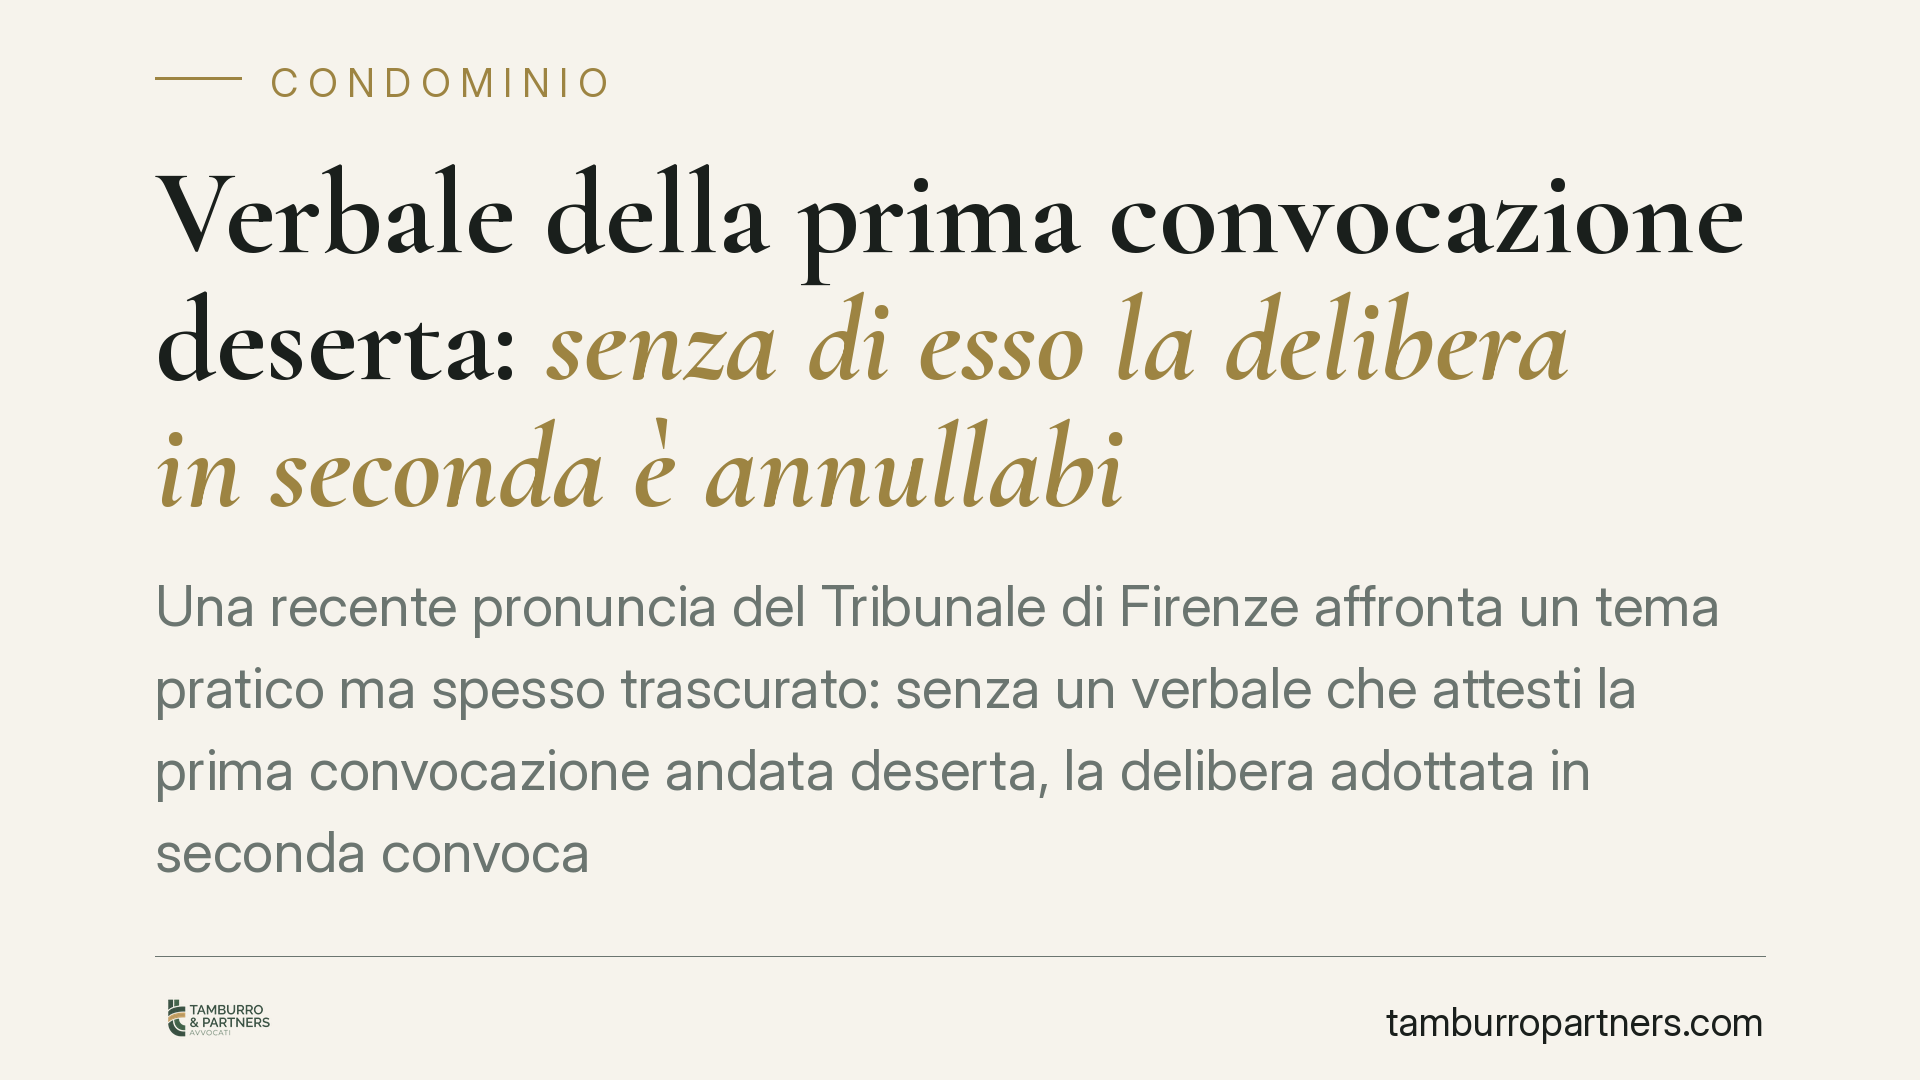 CONDOMINIO
Verbale della prima convocazione
deserta: senza di esso la delibera
in seconda è annullabi
Una recente pronuncia del Tribunale di Firenze affronta un tema
pratico ma spesso trascurato: senza un verbale che attesti la
prima convocazione andata deserta, la delibera adottata in
seconda convoca
TAMBURRO
& PARTNERS
AVVOCATI
tamburropartners.com